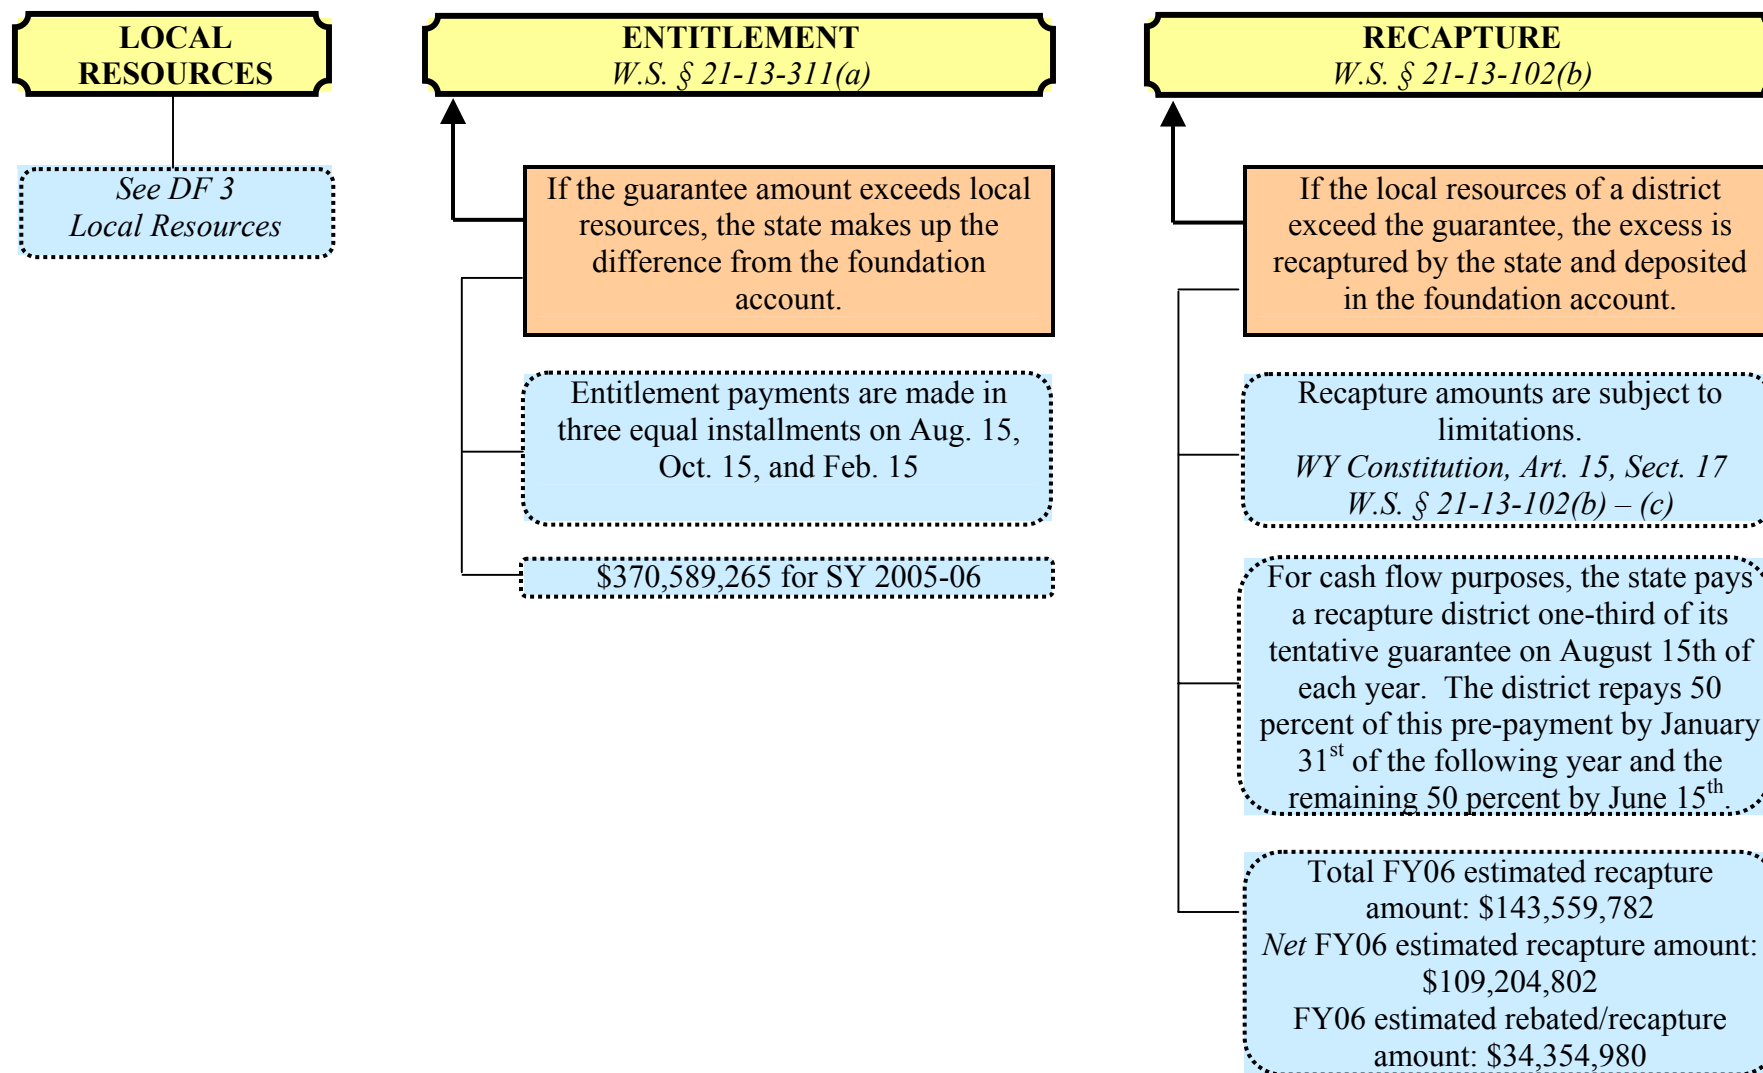 LOCAL
RESOURCES
See DF 3
Local Resources
ENTITLEMENT
W.S. § 21-13-311(a)
If the guarantee amount exceeds local
resources, the state makes up the
difference from the foundation
account.
Entitlement payments are made in
three equal installments on Aug. 15,
Oct. 15, and Feb. 15
$370,589,265 for SY 2005-06
RECAPTURE
W.S. § 21-13-102(b)
If the local resources of a district
exceed the guarantee, the excess is
recaptured by the state and deposited
in the foundation account.
Recapture amounts are subject to
limitations.
WY Constitution, Art. 15, Sect. 17
W.S. § 21-13-102(b) – (c)
For cash flow purposes, the state pays
a recapture district one-third of its
tentative guarantee on August 15th of
each year.  The district repays 50
percent of this pre-payment by January
31st of the following year and the
remaining 50 percent by June 15th.
Total FY06 estimated recapture
amount: $143,559,782
Net FY06 estimated recapture amount:
$109,204,802
FY06 estimated rebated/recapture
amount: $34,354,980